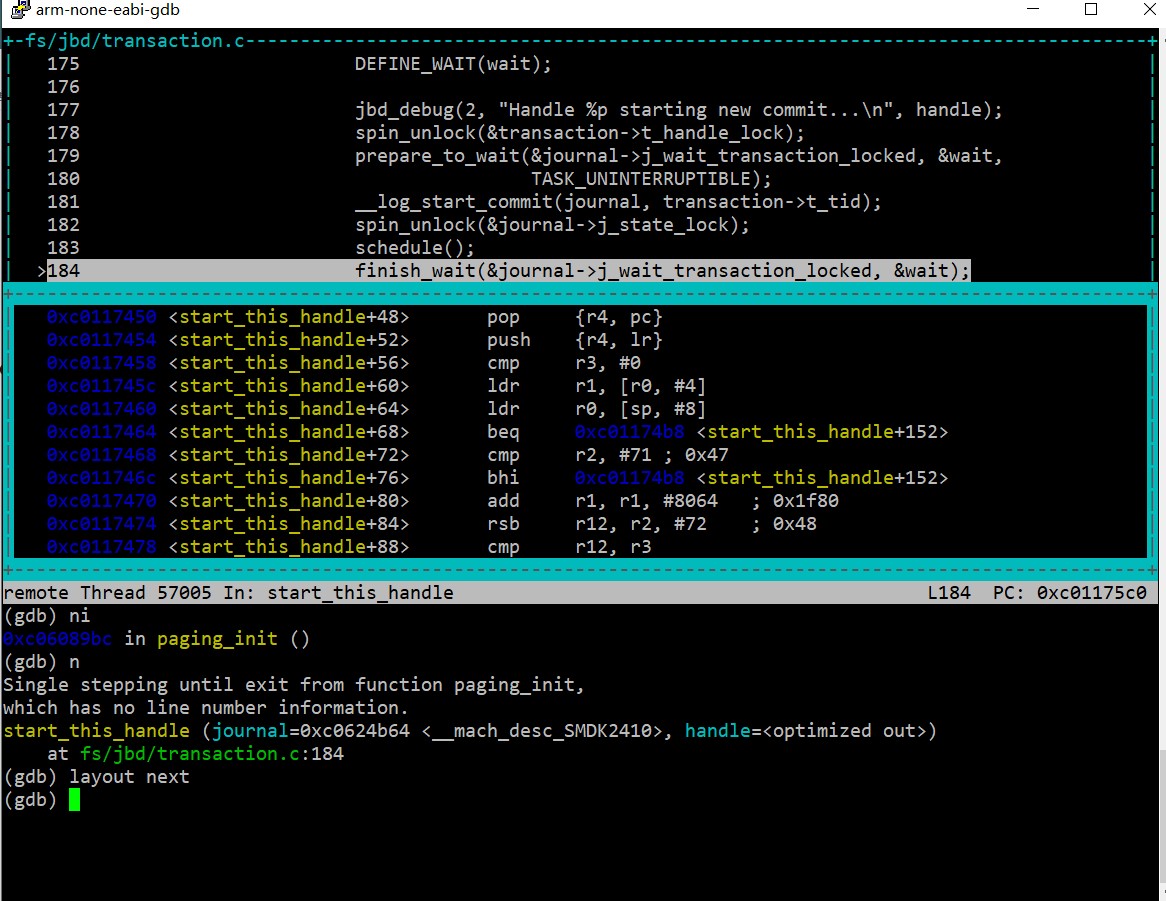 arm-none-eabi-gdb
fs/jbd/transaction.c
175 DEFINE_WAIT(wait);
176
177 jbd_debug(2, "Handle %p starting new commit...\n", handle);
178 spin_unlock(&transaction->t_handle_lock);
179 prepare_to_wait(&journal->j_wait_transaction_locked, &wait,
180 TASK_UNINTERRUPTIBLE);
181 __log_start_commit(journal, transaction->t_tid);
182 spin_unlock(&journal->j_state_lock);
183 schedule();
>184 finish_wait(&journal->j_wait_transaction_locked, &wait);
0xc0117450 <start_this_handle+48> pop {r4, pc}
0xc0117454 <start_this_handle+52> push {r4, lr}
0xc0117458 <start_this_handle+56> cmp r3, #0
0xc011745c <start_this_handle+60> ldr r1, [r0, #4]
0xc0117460 <start_this_handle+64> ldr r0, [sp, #8]
0xc0117464 <start_this_handle+68> beq 0xc01174b8 <start_this_handle+152>
0xc0117468 <start_this_handle+72> cmp r2, #71 ; 0x47
0xc011746c <start_this_handle+76> bhi 0xc01174b8 <start_this_handle+152>
0xc0117470 <start_this_handle+80> add r1, r1, #8064 ; 0x1f80
0xc0117474 <start_this_handle+84> rsb r12, r2, #72 ; 0x48
0xc0117478 <start_this_handle+88> cmp r12, r3
remote Thread 57005 In: start_this_handle L184 PC: 0xc01175c0
(gdb) ni
0xc06089bc in paging_init ()
(gdb) n
Single stepping until exit from function paging_init,
which has no line number information.
start_this_handle (journal=0xc0624b64 <__mach_desc_SMDK2410>, handle=<optimized out>)
at fs/jbd/transaction.c:184
(gdb) layout next
(gdb)